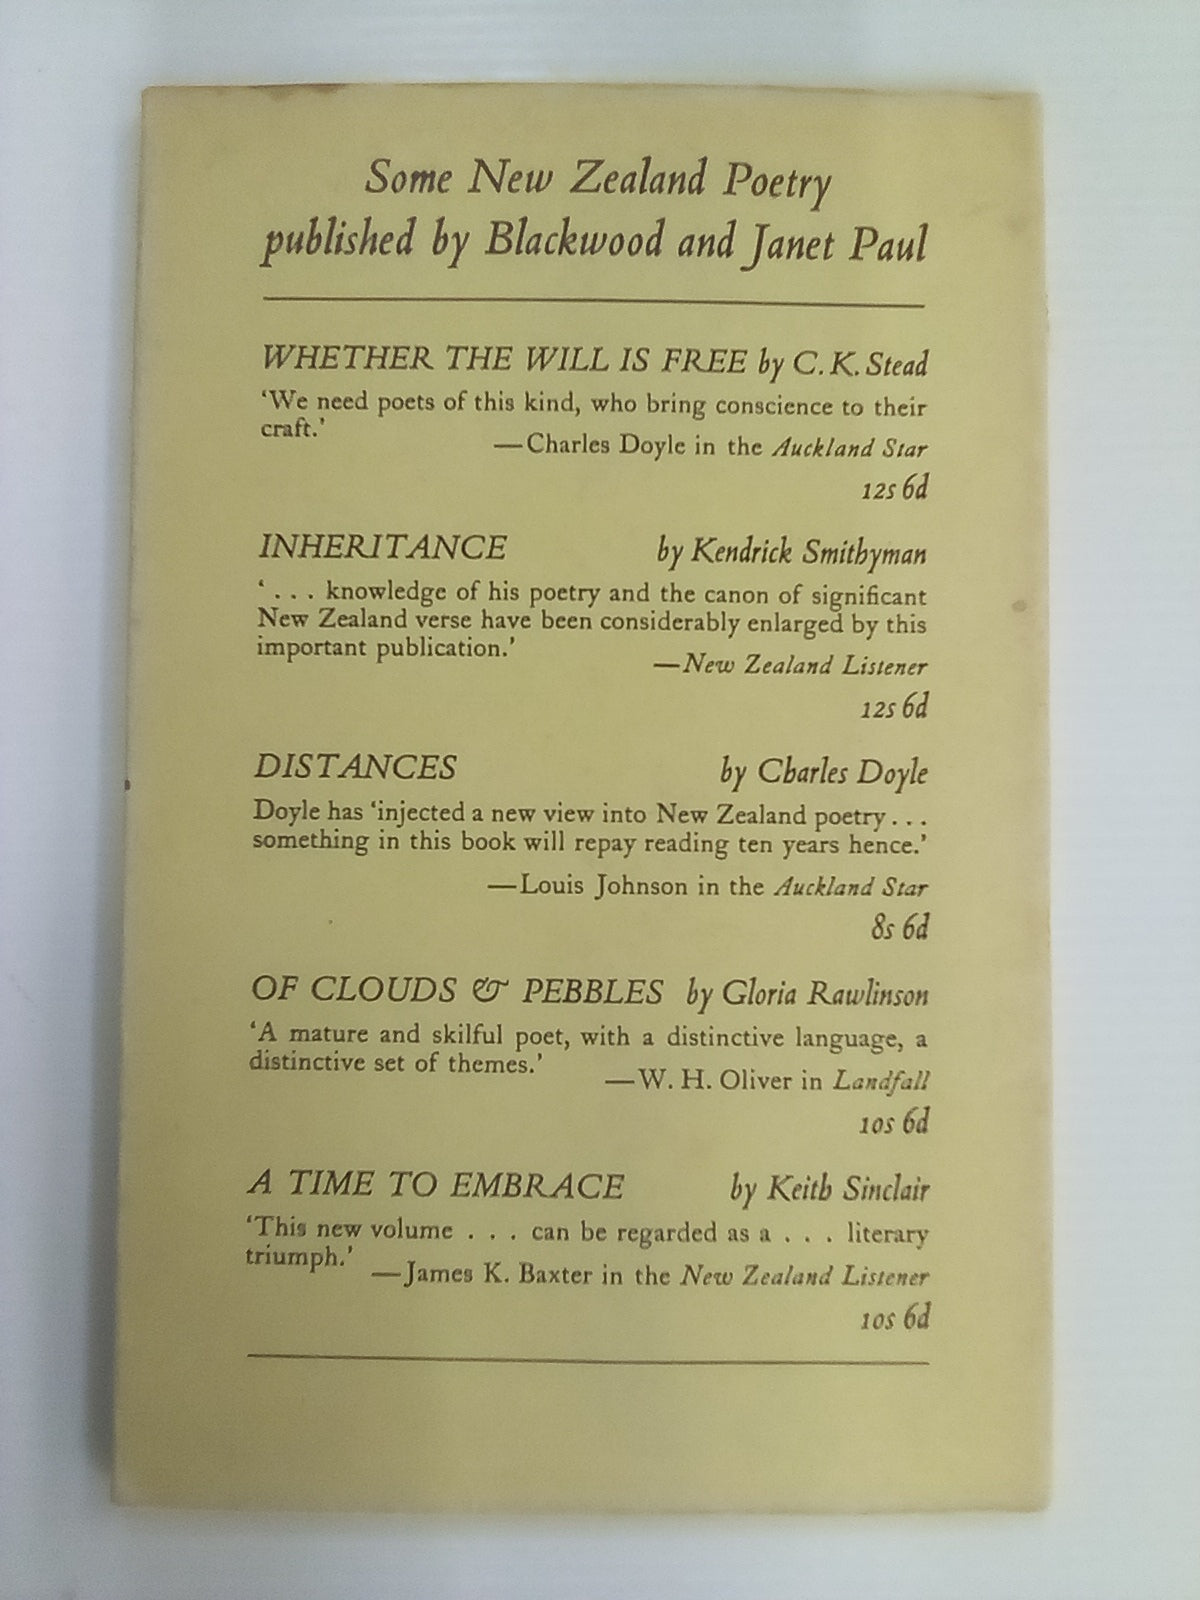 Some New Zealand Poetry
published by Blackwood and Janet Paul
WHETHER THE WILL IS FREE by C. K. Stead
‘We need poets of this kind, who bring conscience to their
craft.’
—Charles Doyle in the Auckland Star
12s 6d
INHERITANCE by Kendrick Smithyman
‘ . . . knowledge of his poetry and the canon of significant
New Zealand verse have been considerably enlarged by this
important publication.’
—New Zealand Listener
12s 6d
DISTANCES by Charles Doyle
Doyle has ‘injected a new view into New Zealand poetry . . .
something in this book will repay reading ten years hence.’
—Louis Johnson in the Auckland Star
8s 6d
OF CLOUDS & PEBBLES by Gloria Rawlinson
‘A mature and skilful poet, with a distinctive language, a
distinctive set of themes.’
—W. H. Oliver in Landfall
10s 6d
A TIME TO EMBRACE by Keith Sinclair
‘This new volume . . . can be regarded as a . . . literary
triumph.’
—James K. Baxter in the New Zealand Listener
10s 6d